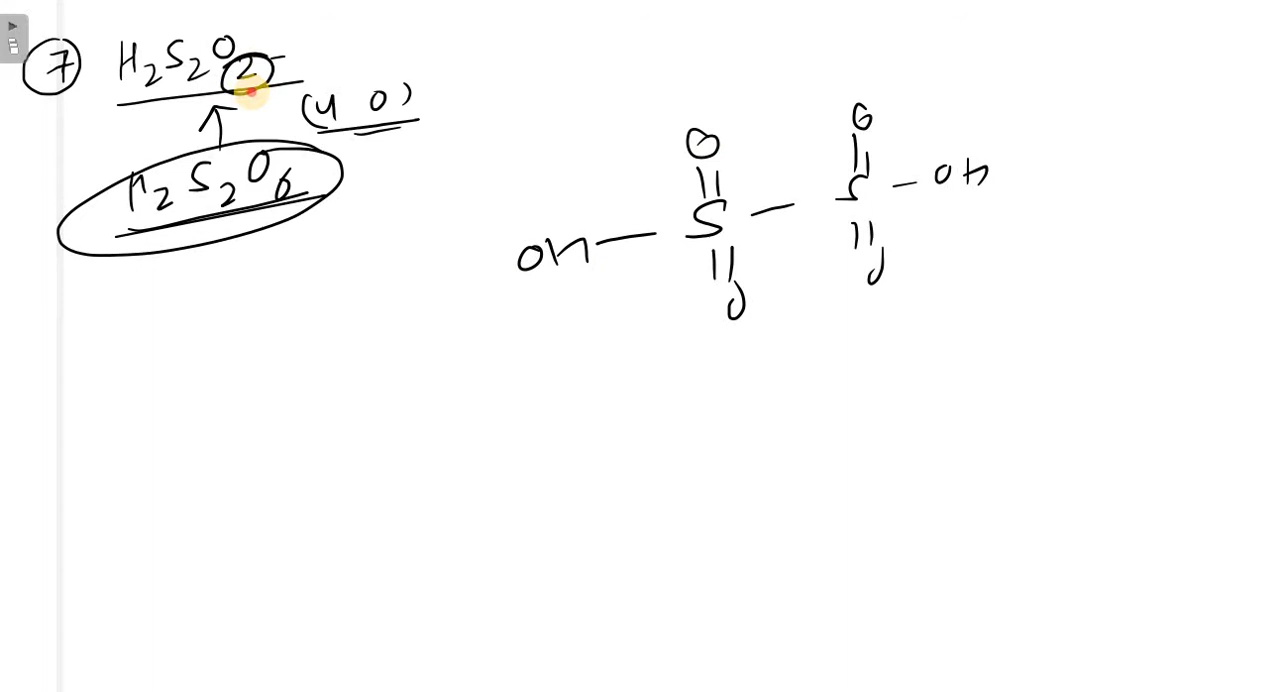 7 H2S2O2
(4 O)
H2S2O6
O O
OH — S — S — OH
O O